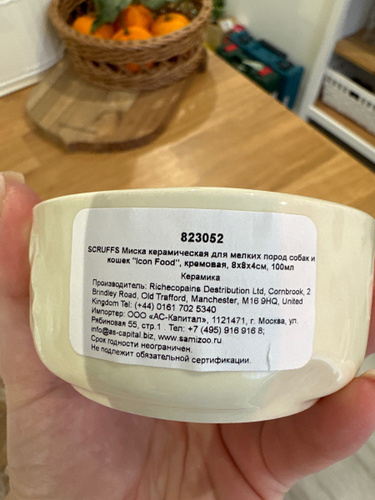 823052
SCRUFFS Миска керамическая для мелких пород собак и
кошек "Icon Food", кремовая, 8х8х4см, 100мл
Керамика
Производитель: Richecopains Destribution Ltd, Cornbrook, 2
Brindley Road, Old Trafford, Manchester, M16 9HQ, United
Kingdom Tel: (+44) 0161 702 5340
Импортер: ООО «АС-Капитал», 1121471, г. Москва, ул.
Рябиновая 55, стр.1 . Тел: +7 (495) 916 916 8;
info@as-capital.biz, www.samizoo.ru
Срок годности неограничен.
Не подлежит обязательной сертификации.